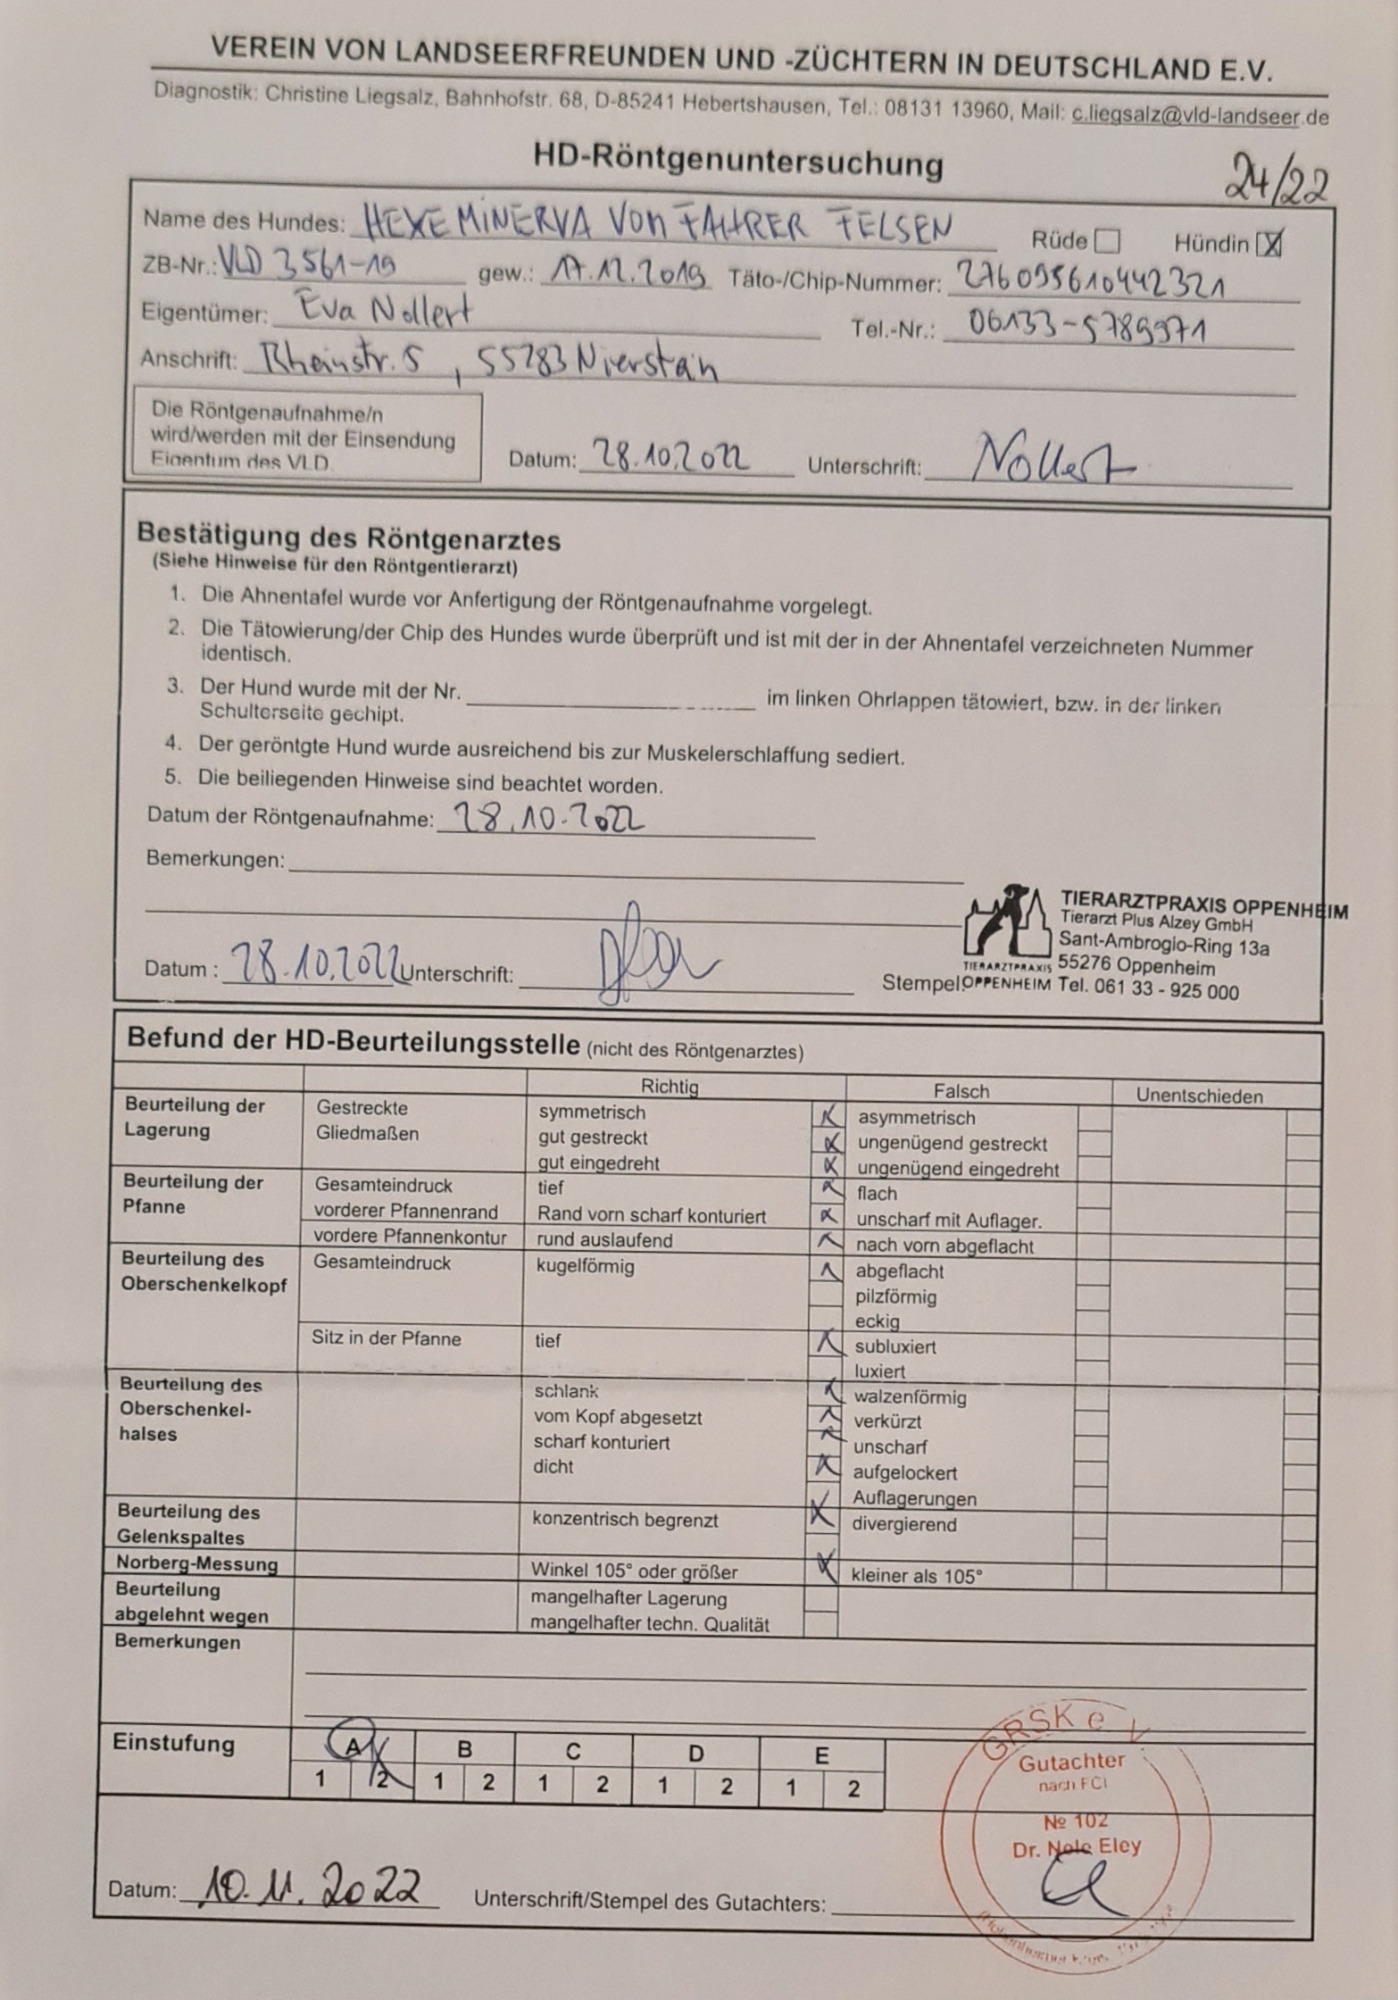 VEREIN VON LANDSEERFREUNDEN UND -ZÜCHTERN IN DEUTSCHLAND E.V.
Diagnostik: Christine Liegsalz, Bahnhofstr. 68, D-85241 Hebertshausen, Tel.: 08131 13960, Mail: c.liegsalz@vld-landseer.de
HD-Röntgenuntersuchung
24/22
Name des Hundes: HEXE MINERVA VON FAHRER FELSEN Rüde Hündin X
ZB-Nr.: VLD 3561-19 gew.: 17.12.2019 Täto-/Chip-Nummer: 276095610442321
Eigentümer: Eva Nollert Tel.-Nr.: 06133-5789971
Anschrift: Rheinstr. 5, 55283 Nierstein
Die Röntgenaufnahme/n
wird/werden mit der Einsendung
Eigentum des VLD.
Datum: 28.10.2022 Unterschrift: Nollert
Bestätigung des Röntgenarztes
(Siehe Hinweise für den Röntgentierarzt)
1. Die Ahnentafel wurde vor Anfertigung der Röntgenaufnahme vorgelegt.
2. Die Tätowierung/der Chip des Hundes wurde überprüft und ist mit der in der Ahnentafel verzeichneten Nummer
identisch.
3. Der Hund wurde mit der Nr. im linken Ohrlappen tätowiert, bzw. in der linken
Schulterseite gechipt.
4. Der geröntgte Hund wurde ausreichend bis zur Muskelerschlaffung sediert.
5. Die beiliegenden Hinweise sind beachtet worden.
Datum der Röntgenaufnahme: 28.10.2022
Bemerkungen:
TIERARZTPRAXIS OPPENHEIM
Tierarzt Plus Alzey GmbH
Sant-Ambrogio-Ring 13a
TIERARZTPRAXIS 55276 Oppenheim
Datum : 28.10.2022 Unterschrift: Stempel: OPPENHEIM Tel. 061 33 - 925 000
Befund der HD-Beurteilungsstelle (nicht des Röntgenarztes)
Richtig Falsch Unentschieden
Beurteilung der Gestreckte symmetrisch X asymmetrisch
Lagerung Gliedmaßen gut gestreckt X ungenügend gestreckt
gut eingedreht X ungenügend eingedreht
Beurteilung der Gesamteindruck tief X flach
Pfanne vorderer Pfannenrand Rand vorn scharf konturiert X unscharf mit Auflager.
vordere Pfannenkontur rund auslaufend X nach vorn abgeflacht
Beurteilung des Gesamteindruck kugelförmig X abgeflacht
Oberschenkelkopf pilzförmig
eckig
Sitz in der Pfanne tief X subluxiert
luxiert
Beurteilung des schlank X walzenförmig
Oberschenkel- vom Kopf abgesetzt X verkürzt
halses scharf konturiert X unscharf
dicht X aufgelockert
Auflagerungen
Beurteilung des konzentrisch begrenzt X divergierend
Gelenkspaltes
Norberg-Messung Winkel 105° oder größer X kleiner als 105°
Beurteilung mangelhafter Lagerung
abgelehnt wegen mangelhafter techn. Qualität
Bemerkungen
Einstufung A B C D E
1 2 1 2 1 2 1 2 1 2
GRSK e.V.
Gutachter
nach FCI
№ 102
Dr. Nele Eley
Datum: 10.11.2022 Unterschrift/Stempel des Gutachters: